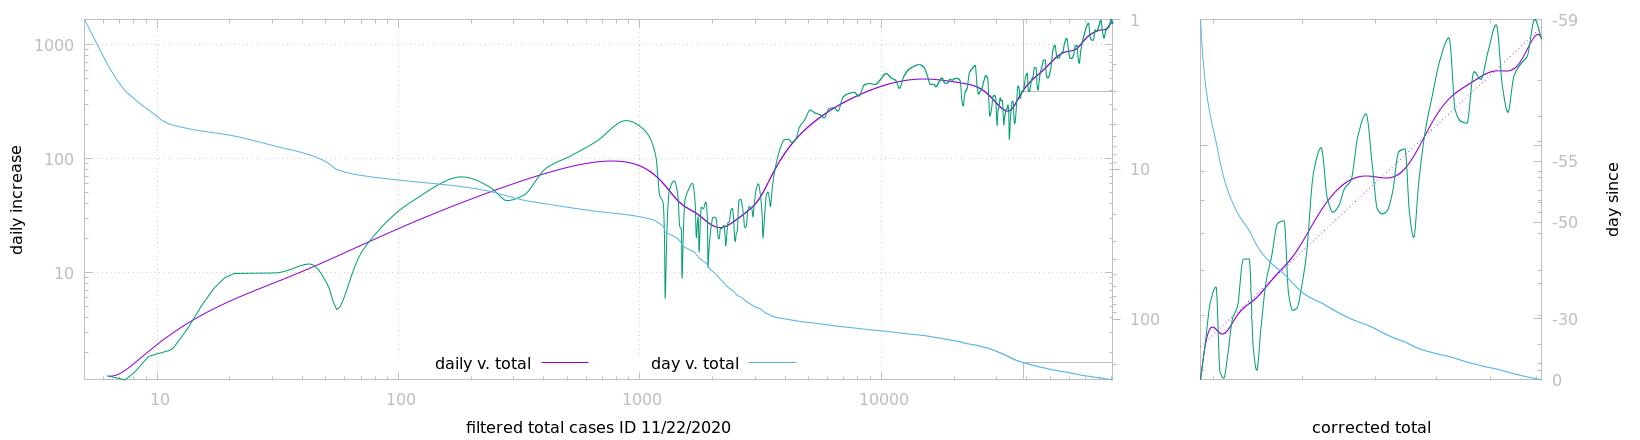 daily increase
1000
100
10
daily v. total
day v. total
10
100
1000
10000
filtered total cases ID 11/22/2020
1
10
100
-59
-55
-50
-30
0
day since
corrected total